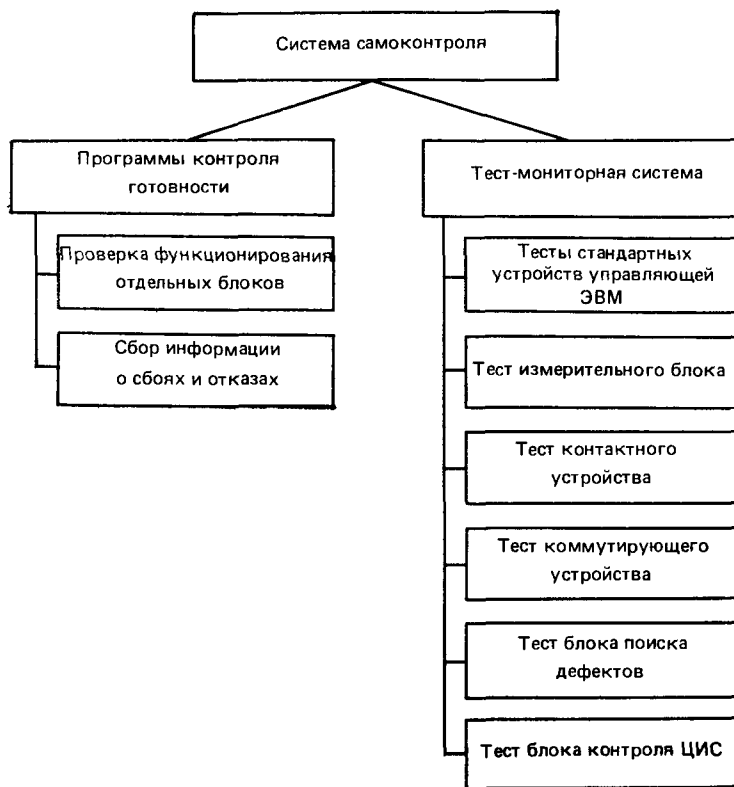 Система самоконтроля
Программы контроля
готовности
Проверка функционирования
отдельных блоков
Сбор информации
о сбоях и отказах
Тест-мониторная система
Тесты стандартных
устройств управляющей
ЭВМ
Тест измерительного блока
Тест контактного
устройства
Тест коммутирующего
устройства
Тест блока поиска
дефектов
Тест блока контроля ЦИС